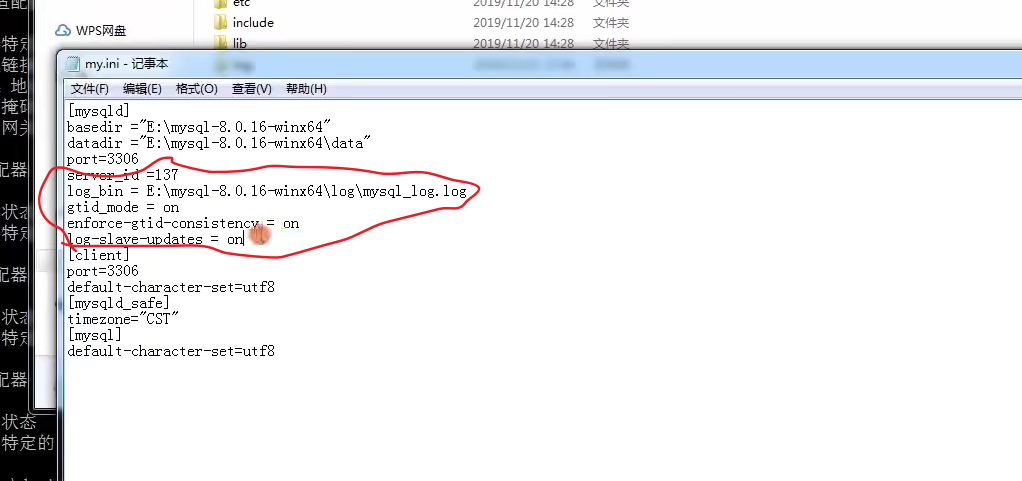 etc
2019/11/20 14:28 文件夹
WPS网盘
include
2019/11/20 14:28 文件夹
lib
2019/11/20 14:28 文件夹
my.ini - 记事本
文件(F) 编辑(E) 格式(O) 查看(V) 帮助(H)
[mysqld]
basedir ="E:\mysql-8.0.16-winx64"
datadir ="E:\mysql-8.0.16-winx64\data"
port=3306
server_id =137
log_bin = E:\mysql-8.0.16-winx64\log\mysql_log.log
gtid_mode = on
enforce-gtid-consistency = on
log-slave-updates = on
[client]
port=3306
default-character-set=utf8
[mysqld_safe]
timezone="CST"
[mysql]
default-character-set=utf8
特定
链接
地
掩码
网关
配器
状态
特定
配器
状态
特定
配器
状态
特定的